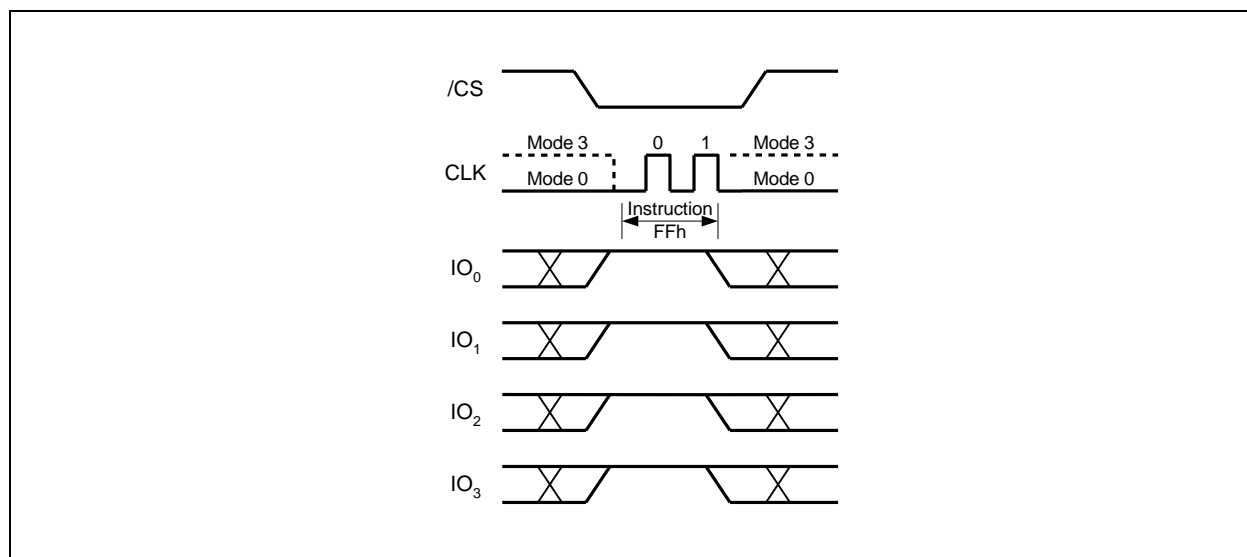 /CS
Mode 3 0 1 Mode 3
CLK
Mode 0 Mode 0
Instruction
FFh
IO0
IO1
IO2
IO3